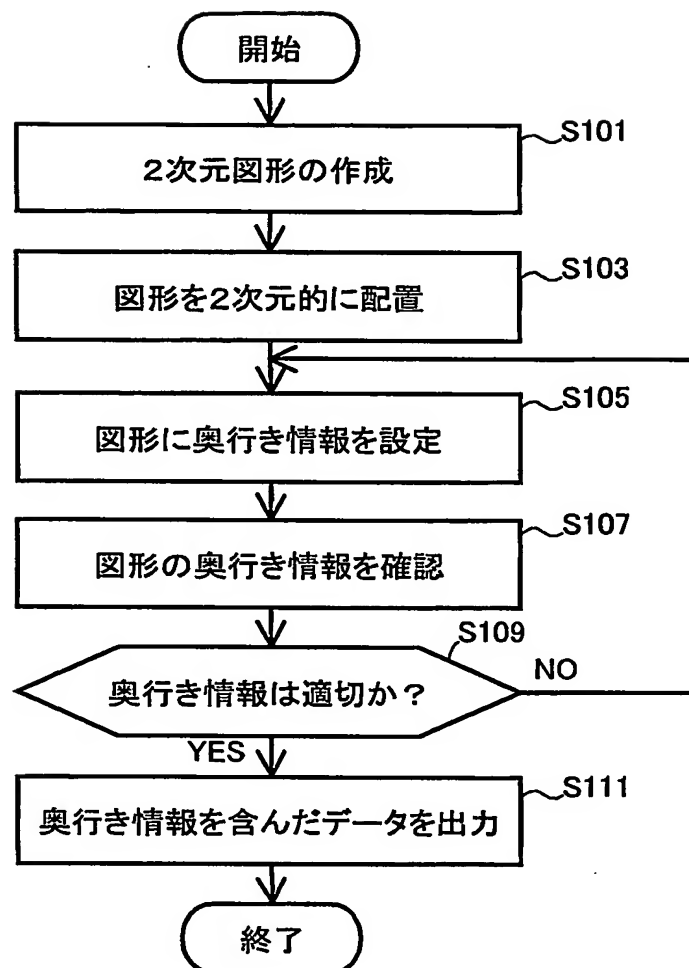 開始
S101
2次元図形の作成
S103
図形を2次元的に配置
S105
図形に奥行き情報を設定
S107
図形の奥行き情報を確認
S109
奥行き情報は適切か？
NO
YES
S111
奥行き情報を含んだデータを出力
終了